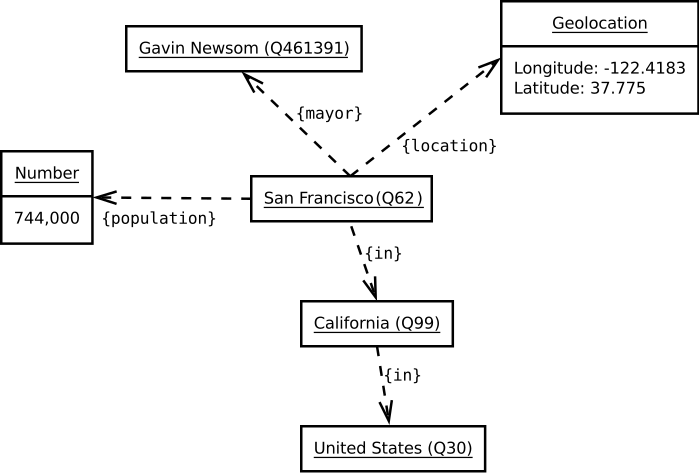 Geolocation
Longitude: -122.4183
Latitude: 37.775
Gavin Newsom (Q461391)
{mayor}
{location}
Number
744,000
{population}
San Francisco(Q62)
{in}
California (Q99)
{in}
United States (Q30)